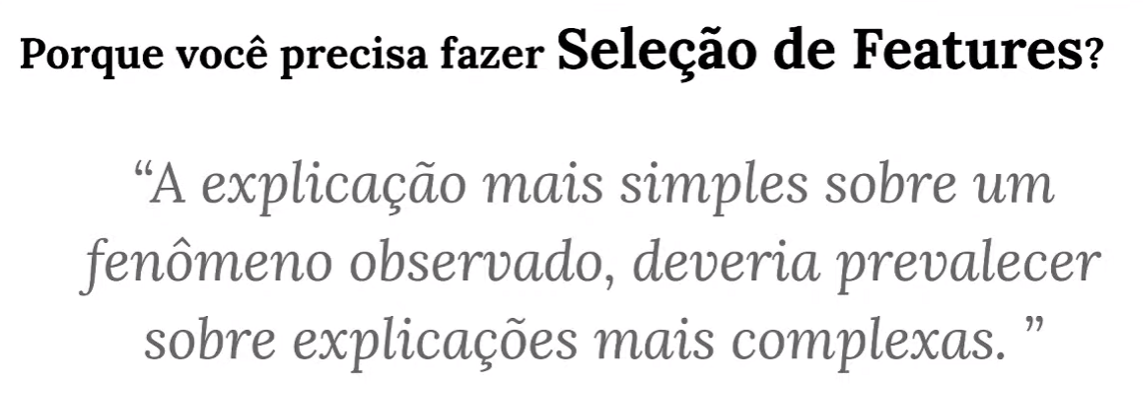 Porque você precisa fazer Seleção de Features?
“A explicação mais simples sobre um
fenômeno observado, deveria prevalecer
sobre explicações mais complexas. ”